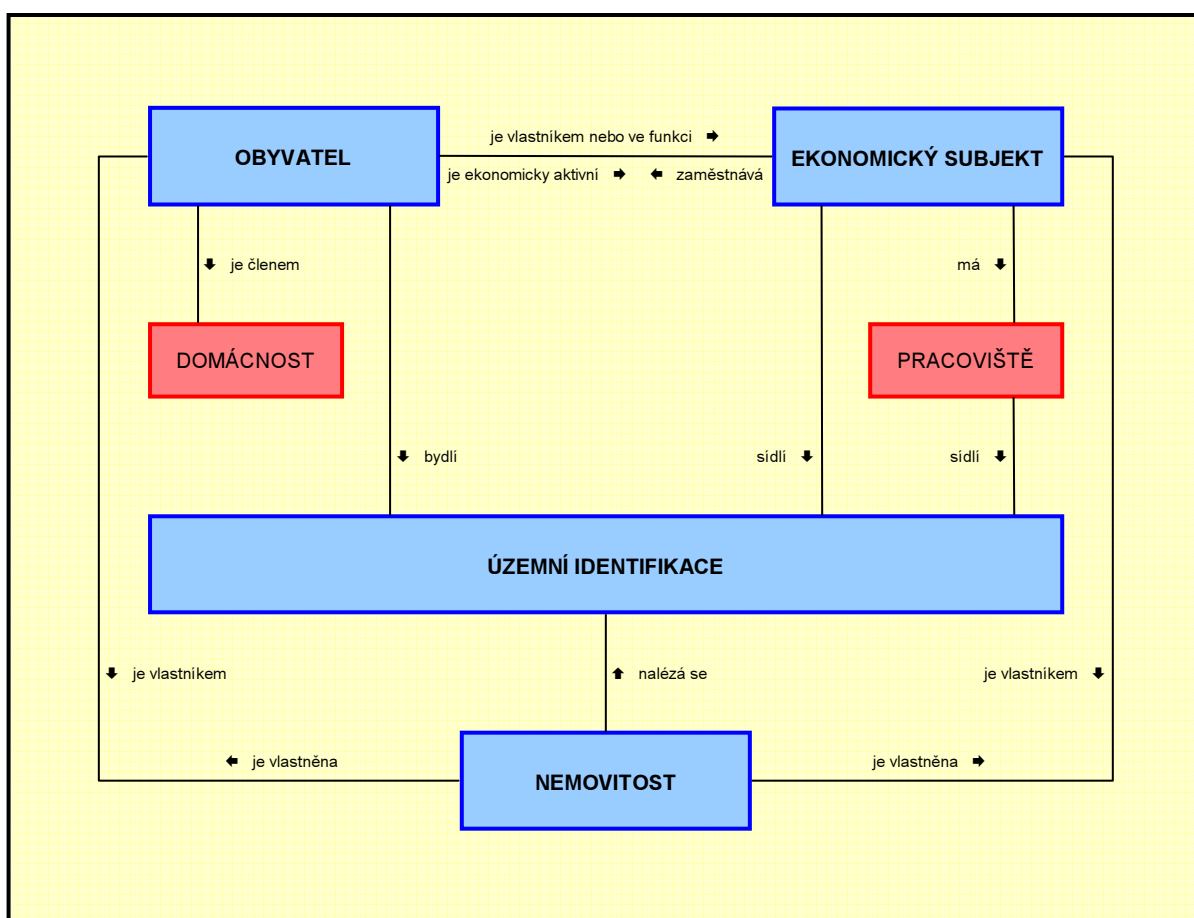 je vlastníkem nebo ve funkci
OBYVATEL
EKONOMICKÝ SUBJEKT
je ekonomicky aktivní
zaměstnává
je členem
má
DOMÁCNOST
PRACOVIŠTĚ
bydlí
sídlí
sídlí
ÚZEMNÍ IDENTIFIKACE
je vlastníkem
nalézá se
je vlastníkem
je vlastněna
je vlastněna
NEMOVITOST